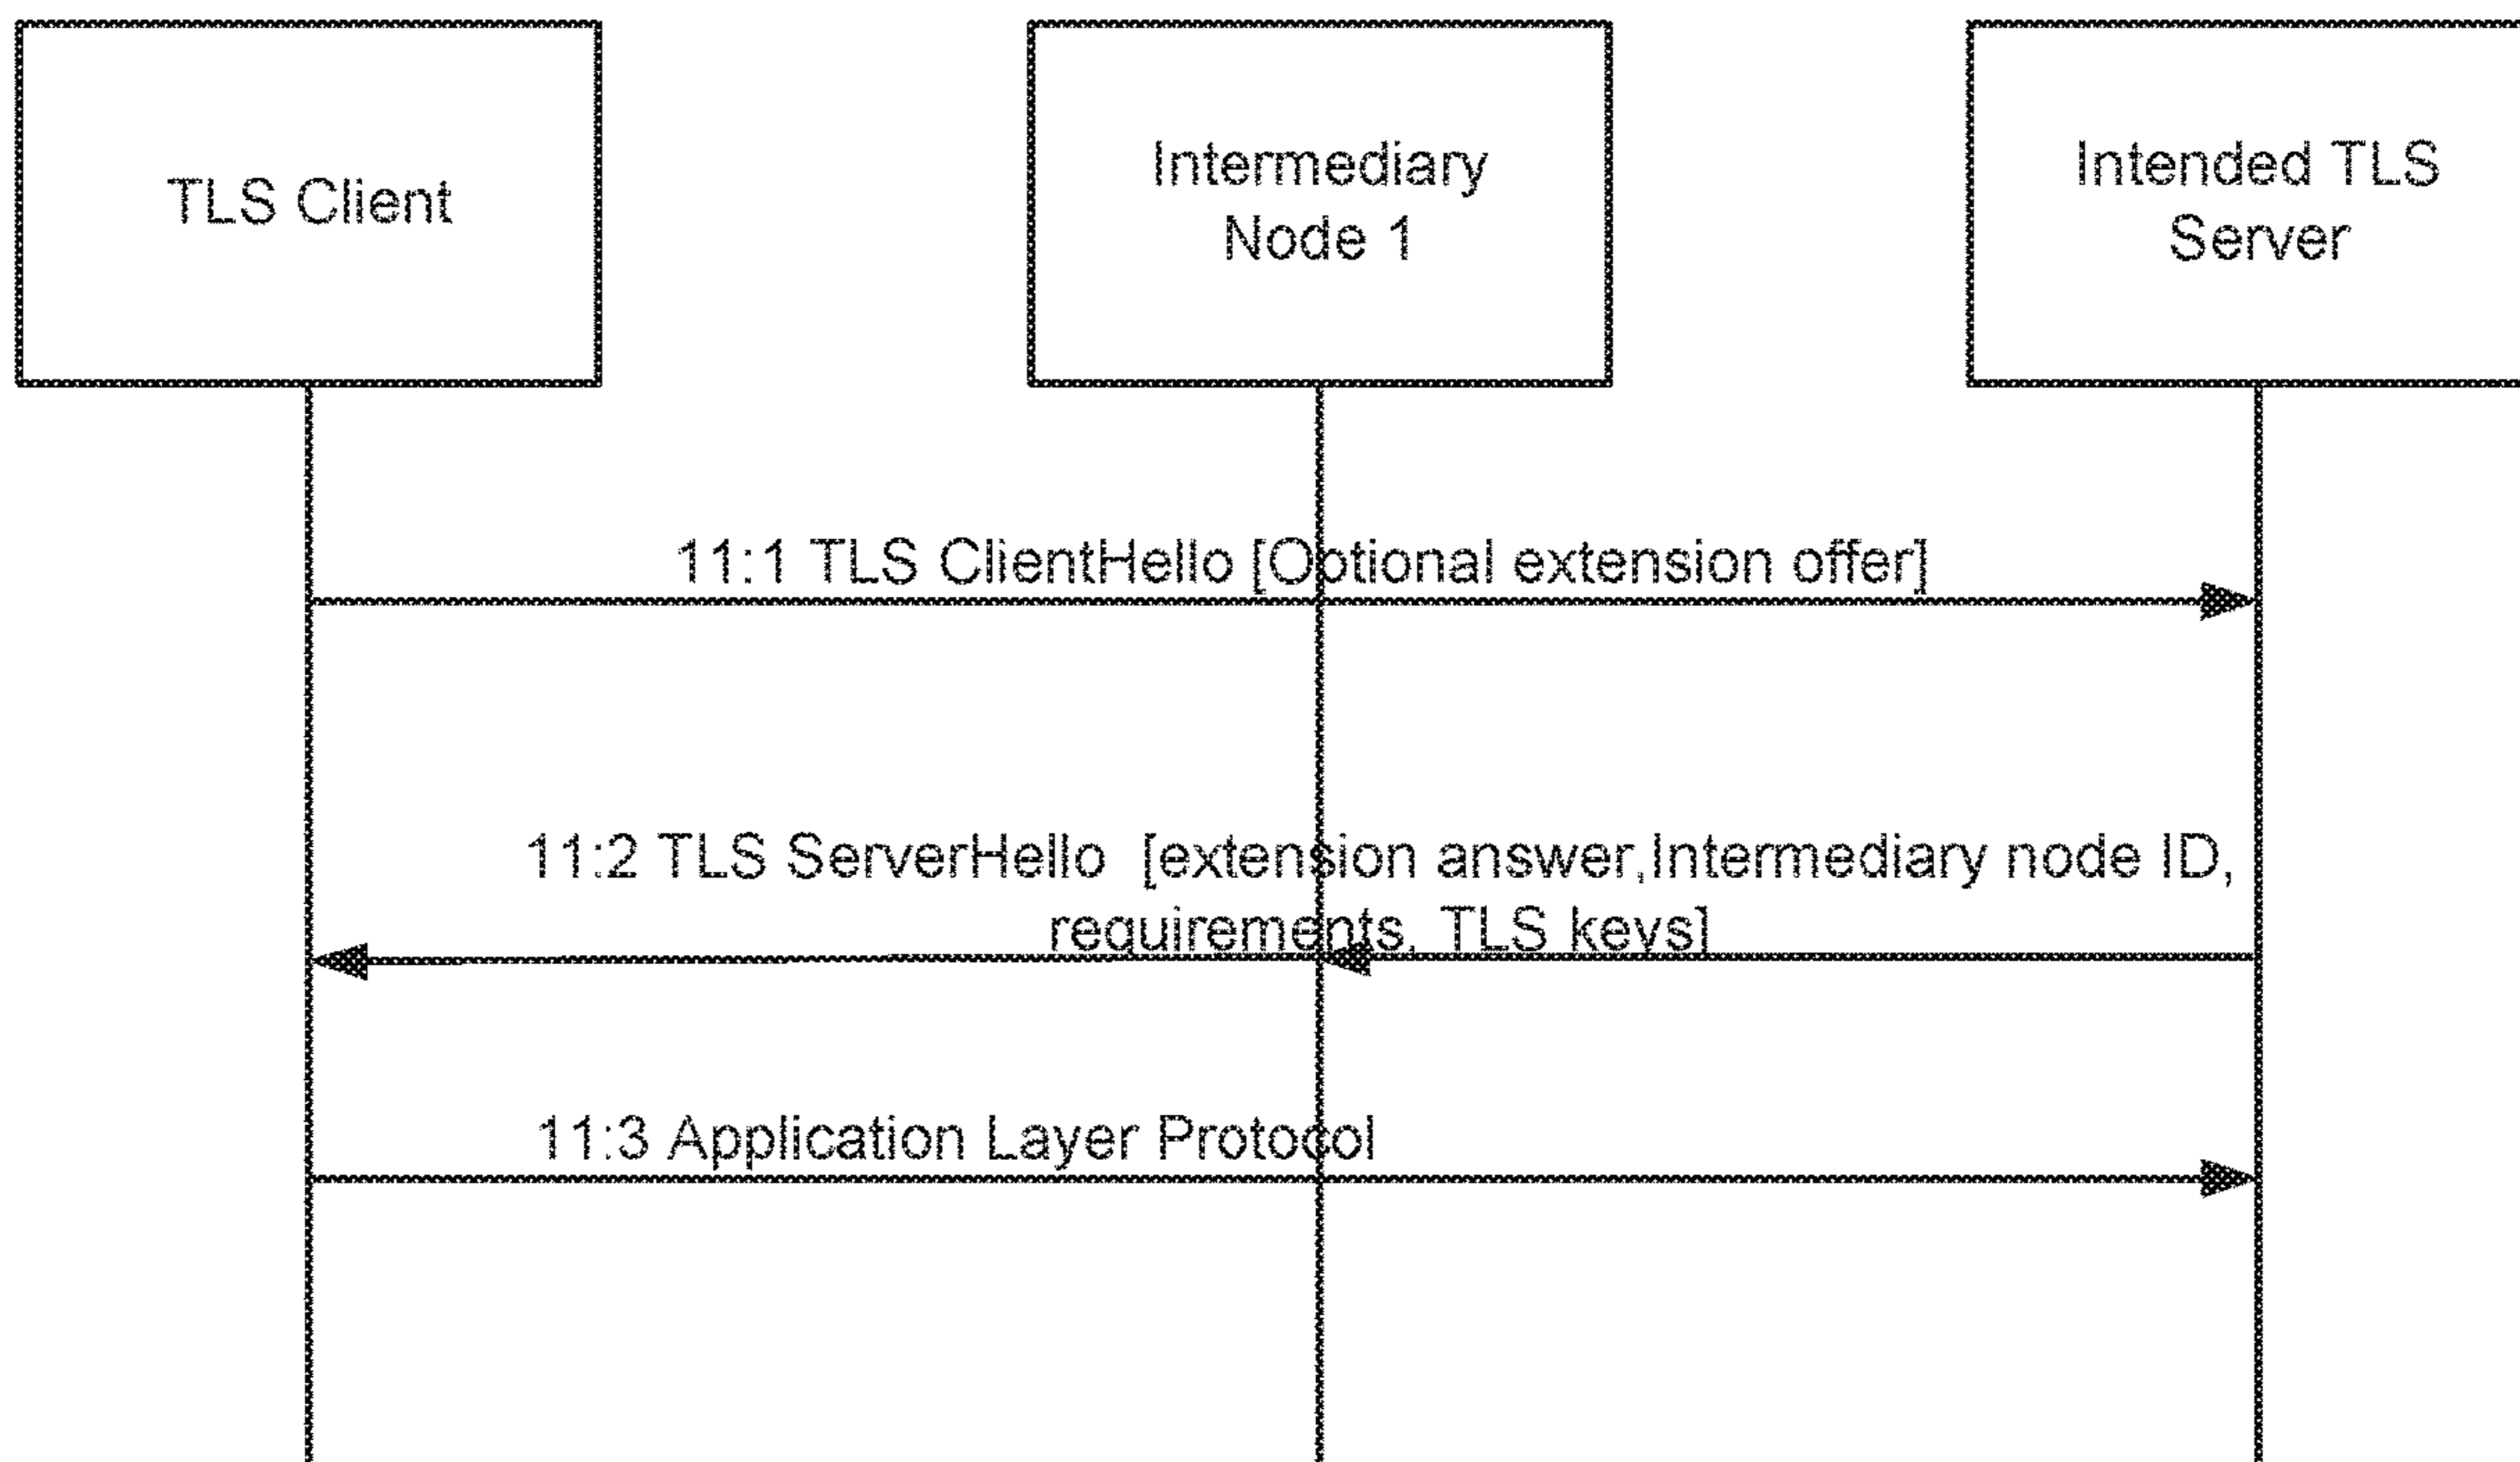 TLS Client
Intermediary
Node 1
Intended TLS
Server
11:1 TLS ClientHello [Optional extension offer]
11:2 TLS ServerHello [extension answer,Intermediary node ID,
requirements, TLS keys]
11:3 Application Layer Protocol